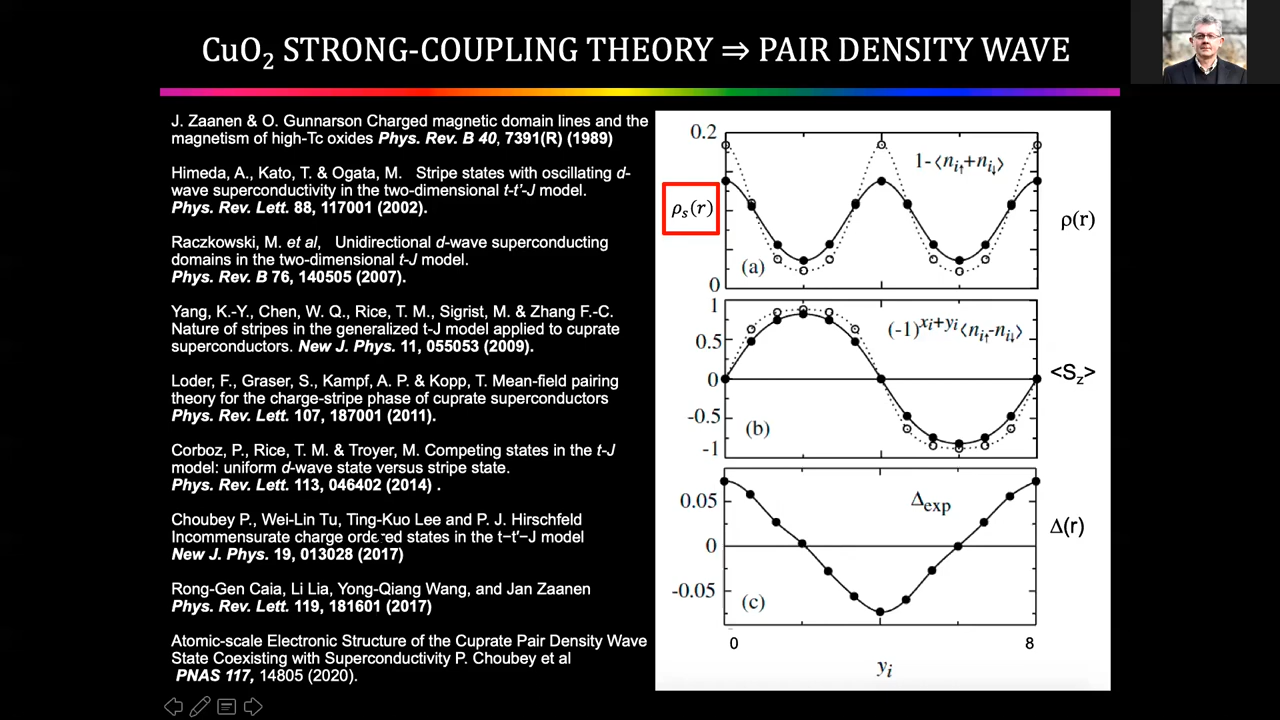 CuO₂ STRONG-COUPLING THEORY ⇒ PAIR DENSITY WAVE
J. Zaanen & O. Gunnarson Charged magnetic domain lines and the
magnetism of high-Tc oxides Phys. Rev. B 40, 7391(R) (1989)
Himeda, A., Kato, T. & Ogata, M. Stripe states with oscillating d-
wave superconductivity in the two-dimensional t-t′-J model.
Phys. Rev. Lett. 88, 117001 (2002).
Raczkowski, M. et al, Unidirectional d-wave superconducting
domains in the two-dimensional t-J model.
Phys. Rev. B 76, 140505 (2007).
Yang, K.-Y., Chen, W. Q., Rice, T. M., Sigrist, M. & Zhang F.-C.
Nature of stripes in the generalized t-J model applied to cuprate
superconductors. New J. Phys. 11, 055053 (2009).
Loder, F., Graser, S., Kampf, A. P. & Kopp, T. Mean-field pairing
theory for the charge-stripe phase of cuprate superconductors
Phys. Rev. Lett. 107, 187001 (2011).
Corboz, P., Rice, T. M. & Troyer, M. Competing states in the t-J
model: uniform d-wave state versus stripe state.
Phys. Rev. Lett. 113, 046402 (2014) .
Choubey P., Wei-Lin Tu, Ting-Kuo Lee and P. J. Hirschfeld
Incommensurate charge ordered states in the t−t′−J model
New J. Phys. 19, 013028 (2017)
Rong-Gen Caia, Li Lia, Yong-Qiang Wang, and Jan Zaanen
Phys. Rev. Lett. 119, 181601 (2017)
Atomic-scale Electronic Structure of the Cuprate Pair Density Wave
State Coexisting with Superconductivity P. Choubey et al
PNAS 117, 14805 (2020).
0.2
1-⟨n_{i↑}+n_{i↓}⟩
ρₛ(r)
ρ(r)
(a)
0
1
(-1)^{x_i+y_i}⟨n_{i↑}-n_{i↓}⟩
0.5
0
<S_z>
-0.5
(b)
-1
0.05
Δ_exp
Δ(r)
0
-0.05
(c)
0
8
y_i